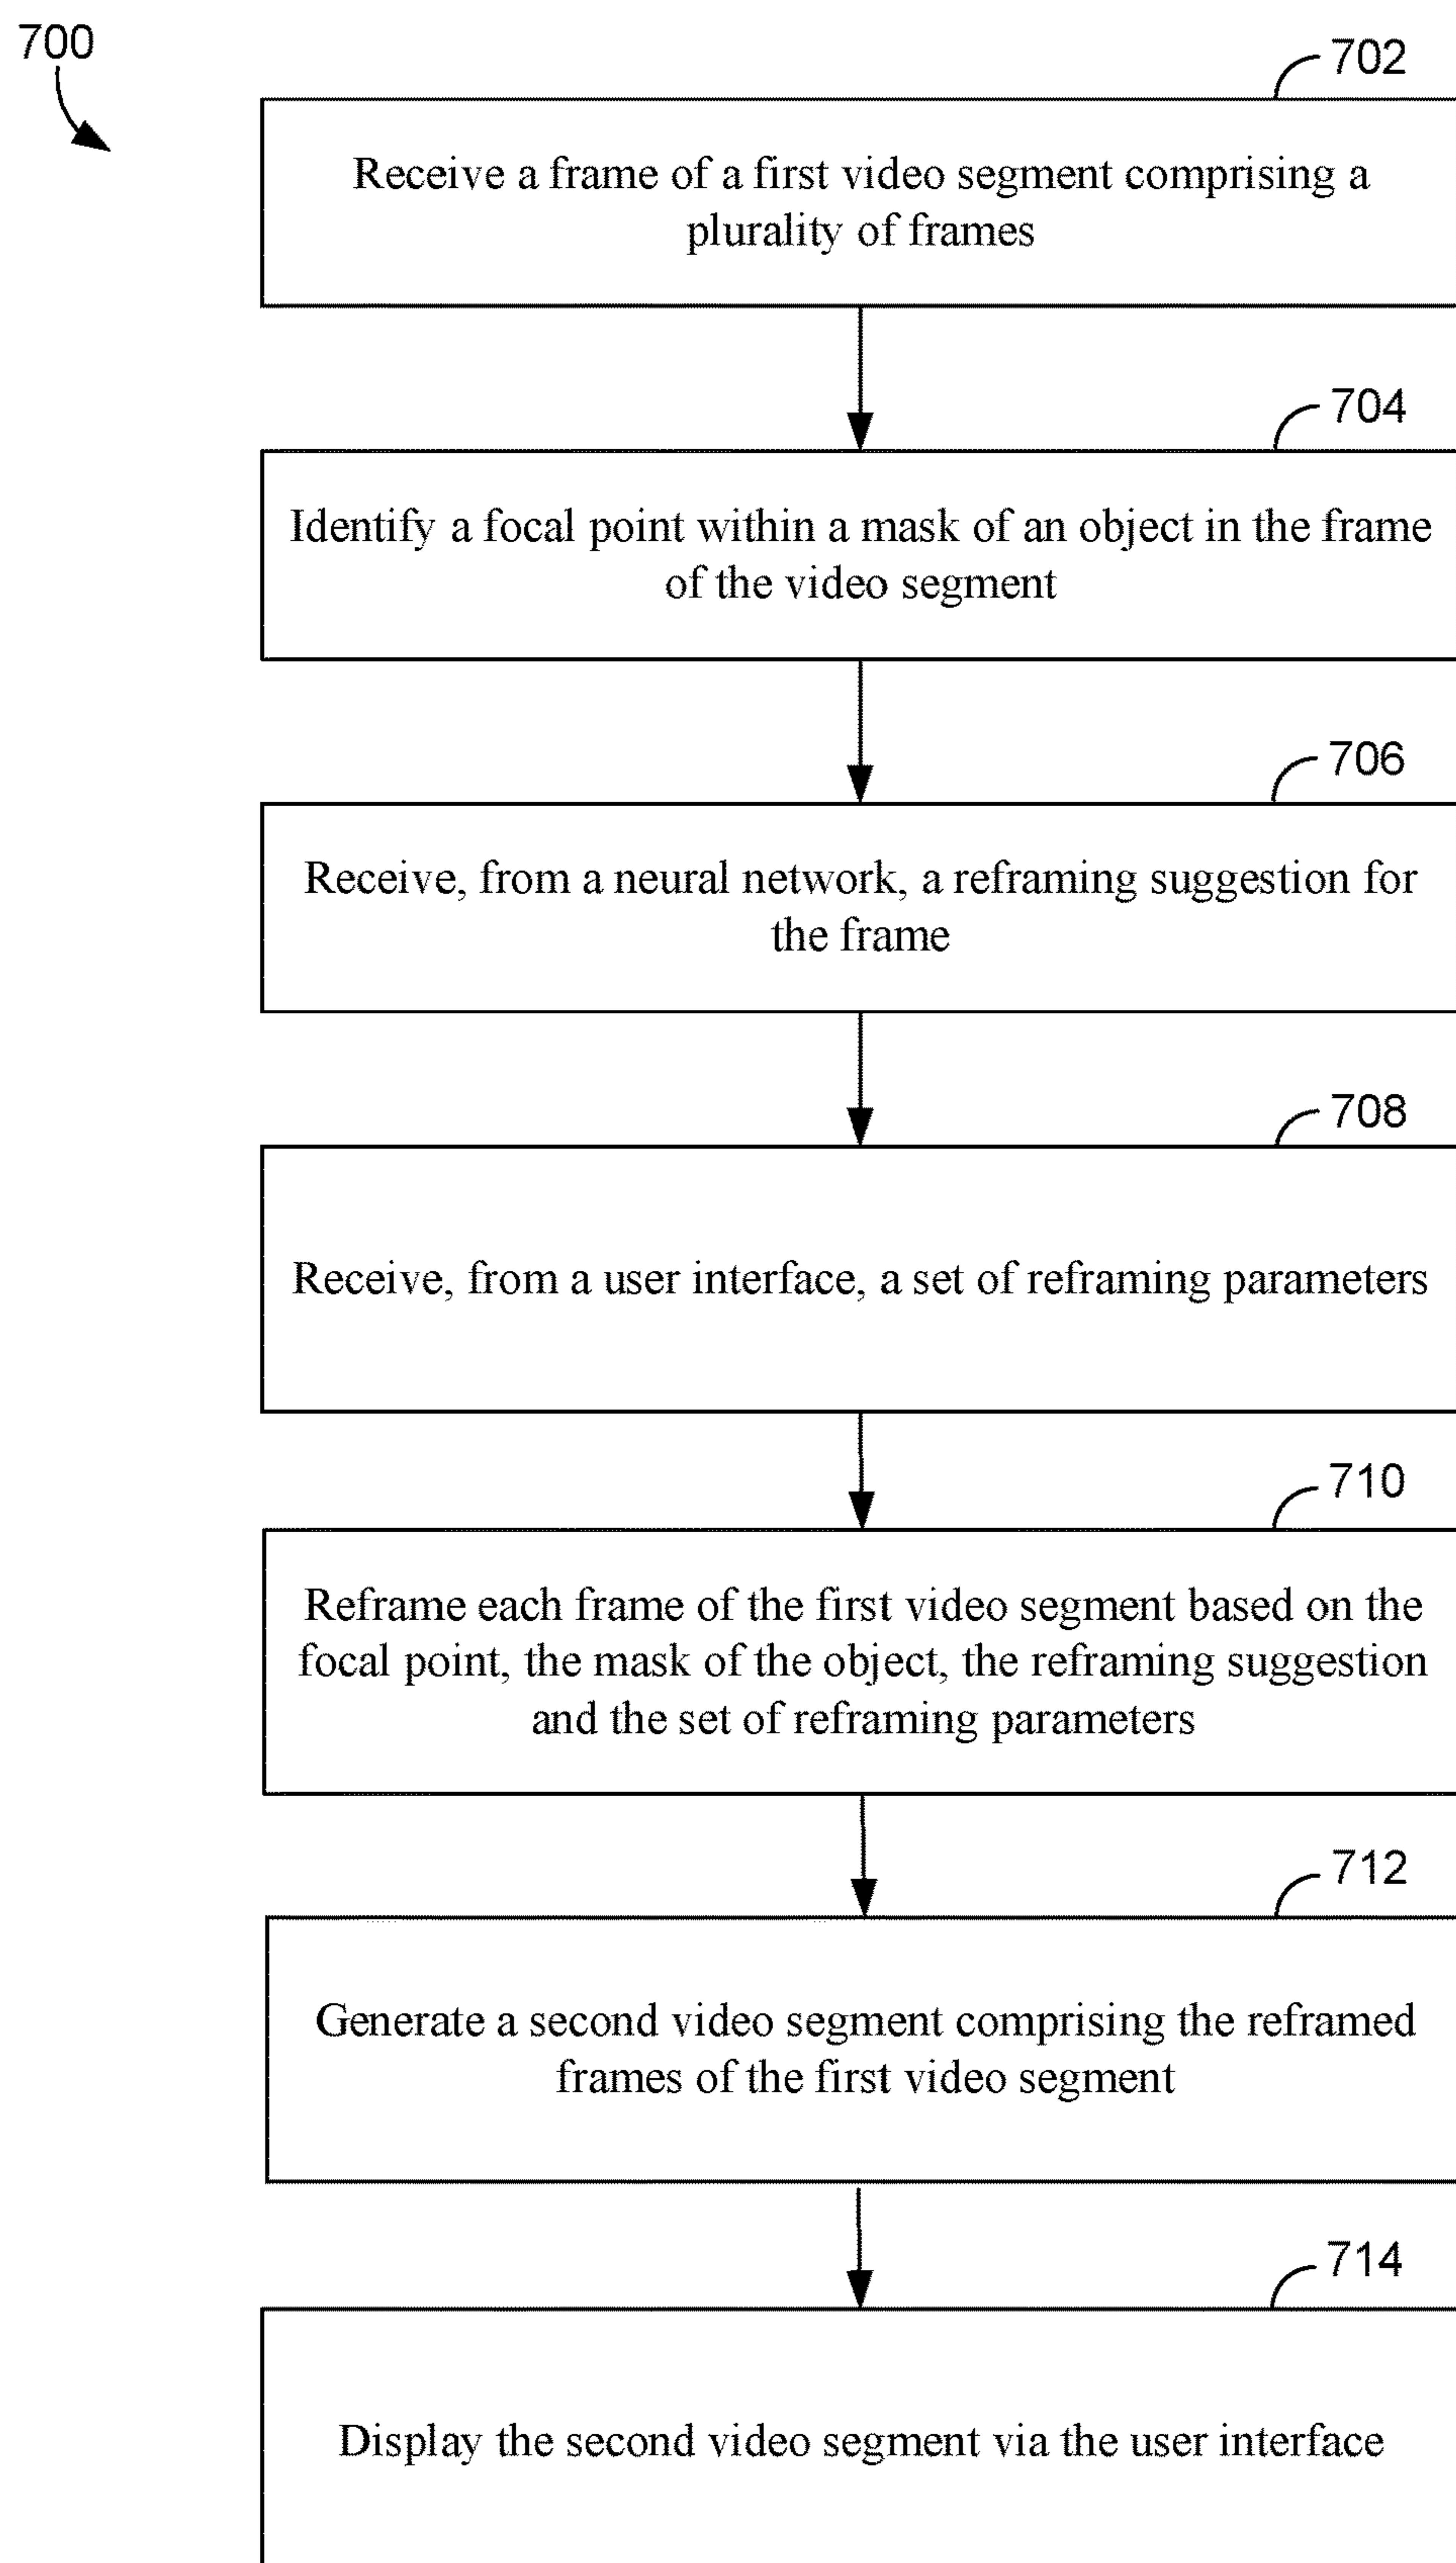 700
702
Receive a frame of a first video segment comprising a
plurality of frames
704
Identify a focal point within a mask of an object in the frame
of the video segment
706
Receive, from a neural network, a reframing suggestion for
the frame
708
Receive, from a user interface, a set of reframing parameters
710
Reframe each frame of the first video segment based on the
focal point, the mask of the object, the reframing suggestion
and the set of reframing parameters
712
Generate a second video segment comprising the reframed
frames of the first video segment
714
Display the second video segment via the user interface